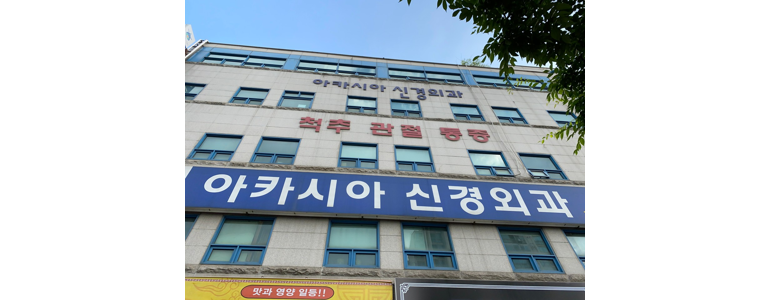 아카시아 신경외과
척추 관절 통증
아카시아 신경외과
맛과 영양 일등!!